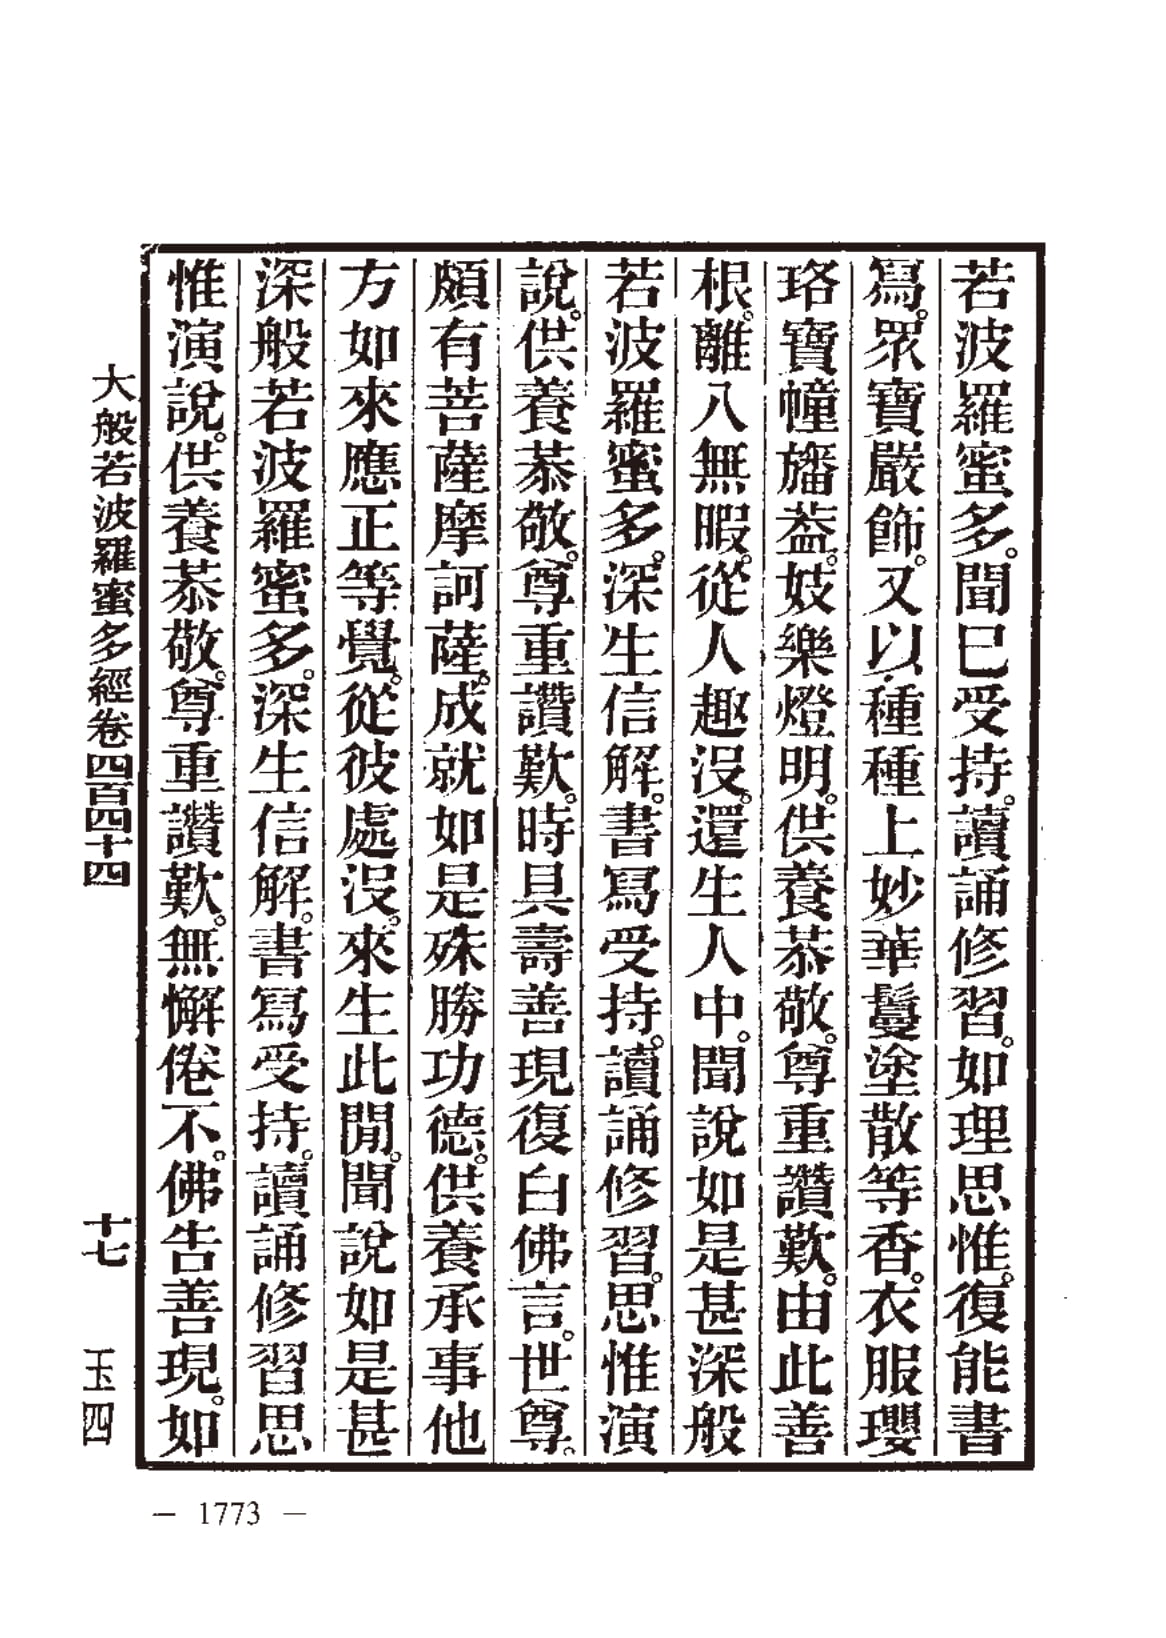 若波羅蜜多。聞巳受持。讀誦修習。如理思惟。復能書
寫。眾寶嚴飾。又以種種上妙華鬘塗散等香。衣服瓔
珞寶幢旛葢。妓樂燈明。供養恭敬。尊重讚歎。由此善
根。離八無暇。從人趣沒。還生人中。聞說如是甚深般
若波羅蜜多。深生信解。書寫受持。讀誦修習。思惟演
說。供養恭敬。尊重讚歎。時具壽善現復白佛言。世尊。
頗有菩薩摩訶薩。成就如是殊勝功德。供養承事他
方如來應正等覺。從彼處沒。來生此閒。聞說如是甚
深般若波羅蜜多。深生信解。書寫受持。讀誦修習思
惟演說。供養恭敬。尊重讚歎。無懈倦不。佛告善現。如
大般若波羅蜜多經卷四百四十四 十七 玉四
— 1773 —